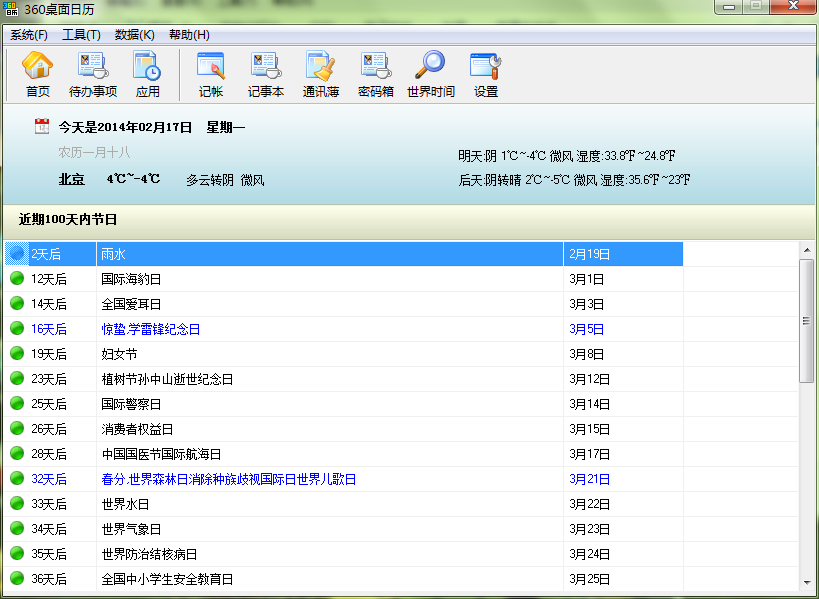 360桌面日历
系统(F) 工具(T) 数据(K) 帮助(H)
首页 待办事项 应用 记帐 记事本 通讯薄 密码箱 世界时间 设置
今天是2014年02月17日 星期一
农历一月十八
明天:阴 1℃~-4℃ 微风 湿度:33.8℉~24.8℉
北京 4℃~-4℃ 多云转阴 微风
后天:阴转晴 2℃~-5℃ 微风 湿度:35.6℉~23℉
近期100天内节日
2天后 雨水 2月19日
12天后 国际海豹日 3月1日
14天后 全国爱耳日 3月3日
16天后 惊蛰,学雷锋纪念日 3月5日
19天后 妇女节 3月8日
23天后 植树节孙中山逝世纪念日 3月12日
25天后 国际警察日 3月14日
26天后 消费者权益日 3月15日
28天后 中国国医节国际航海日 3月17日
32天后 春分,世界森林日消除种族歧视国际日世界儿歌日 3月21日
33天后 世界水日 3月22日
34天后 世界气象日 3月23日
35天后 世界防治结核病日 3月24日
36天后 全国中小学生安全教育日 3月25日